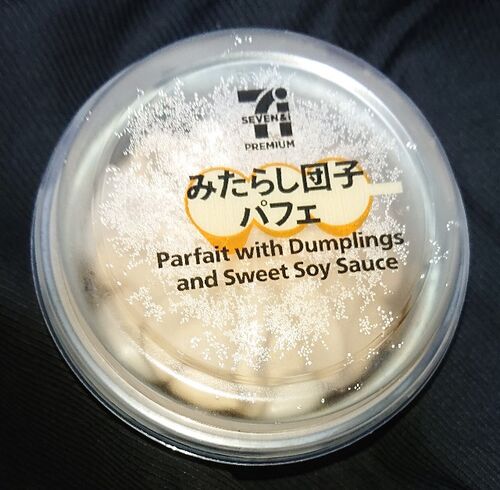 7i
SEVEN&i
PREMIUM
みたらし団子
パフェ
Parfait with Dumplings
and Sweet Soy Sauce